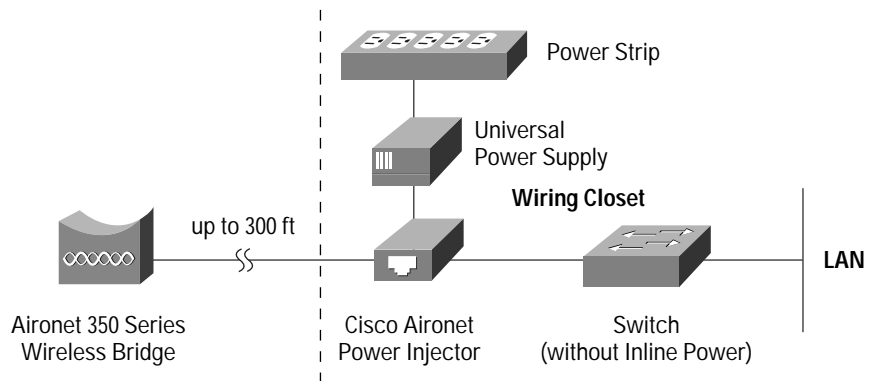 Power Strip
Universal
Power Supply
Wiring Closet
up to 300 ft
LAN
Aironet 350 Series
Wireless Bridge
Cisco Aironet
Power Injector
Switch
(without Inline Power)